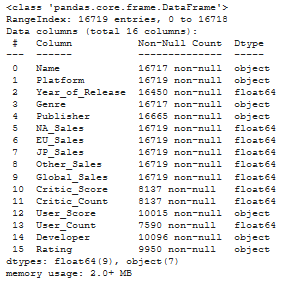 <class 'pandas.core.frame.DataFrame'>
RangeIndex: 16719 entries, 0 to 16718
Data columns (total 16 columns):
 #   Column           Non-Null Count  Dtype
---  ------           --------------  -----
 0   Name             16717 non-null  object
 1   Platform         16719 non-null  object
 2   Year_of_Release  16450 non-null  float64
 3   Genre            16717 non-null  object
 4   Publisher        16665 non-null  object
 5   NA_Sales         16719 non-null  float64
 6   EU_Sales         16719 non-null  float64
 7   JP_Sales         16719 non-null  float64
 8   Other_Sales      16719 non-null  float64
 9   Global_Sales     16719 non-null  float64
 10  Critic_Score     8137 non-null   float64
 11  Critic_Count     8137 non-null   float64
 12  User_Score       10015 non-null  object
 13  User_Count       7590 non-null   float64
 14  Developer        10096 non-null  object
 15  Rating           9950 non-null   object
dtypes: float64(9), object(7)
memory usage: 2.0+ MB